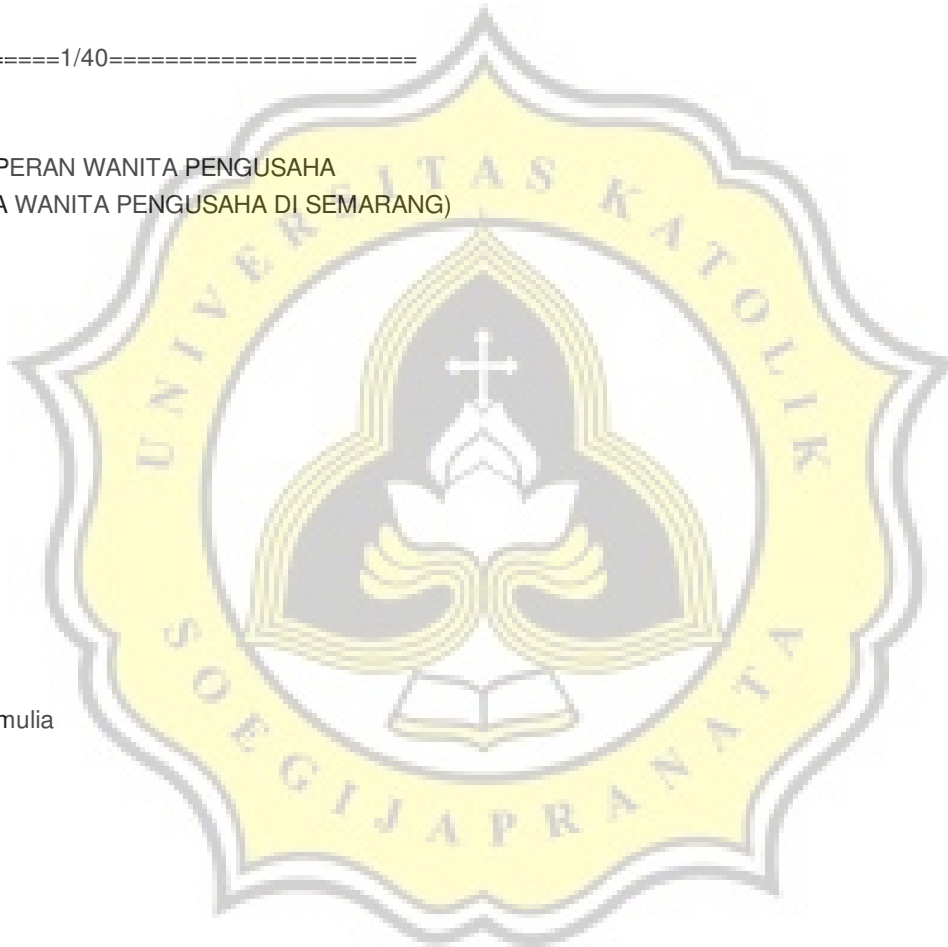 =====1/40======================
PERAN WANITA PENGUSAHA
A WANITA PENGUSAHA DI SEMARANG)
UNIVERSITAS KATOLIK
mulia
SOEGIJAPRANATA